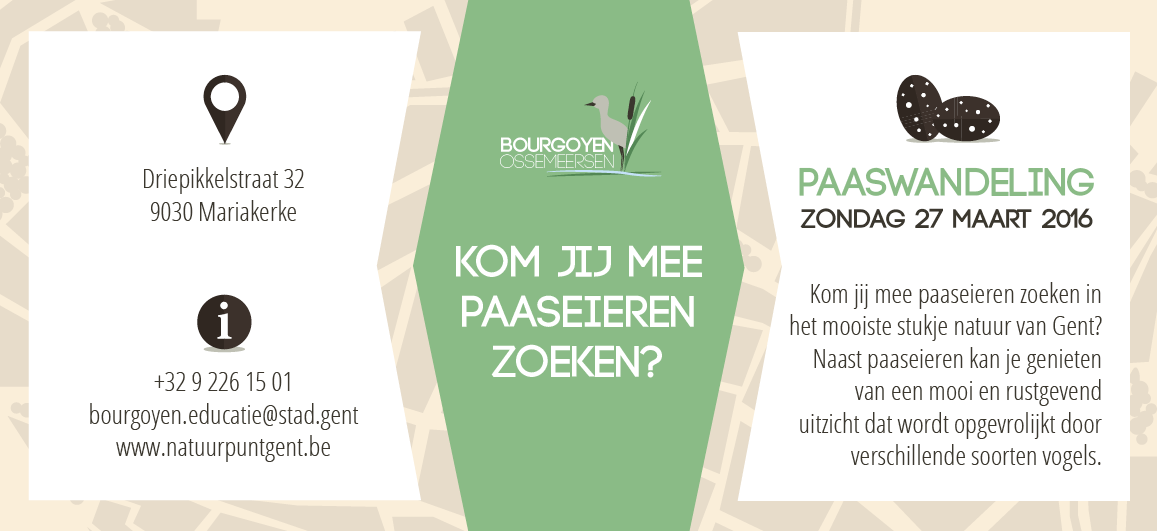 Driepikkelstraat 32
9030 Mariakerke
i
+32 9 226 15 01
bourgoyen.educatie@stad.gent
www.natuurpuntgent.be
BOURGOYEN
OSSEMEERSEN
KOM JIJ MEE
PAASEIEREN
ZOEKEN?
PAASWANDELING
ZONDAG 27 MAART 2016
Kom jij mee paaseieren zoeken in
het mooiste stukje natuur van Gent?
Naast paaseieren kan je genieten
van een mooi en rustgevend
uitzicht dat wordt opgevrolijkt door
verschillende soorten vogels.